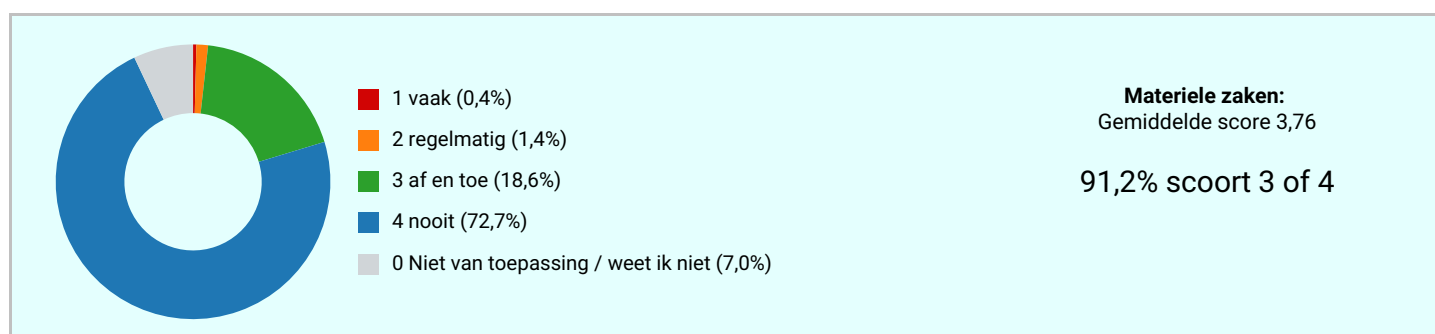 1 vaak (0,4%)
2 regelmatig (1,4%)
3 af en toe (18,6%)
4 nooit (72,7%)
0 Niet van toepassing / weet ik niet (7,0%)
Materiele zaken:
Gemiddelde score 3,76
91,2% scoort 3 of 4